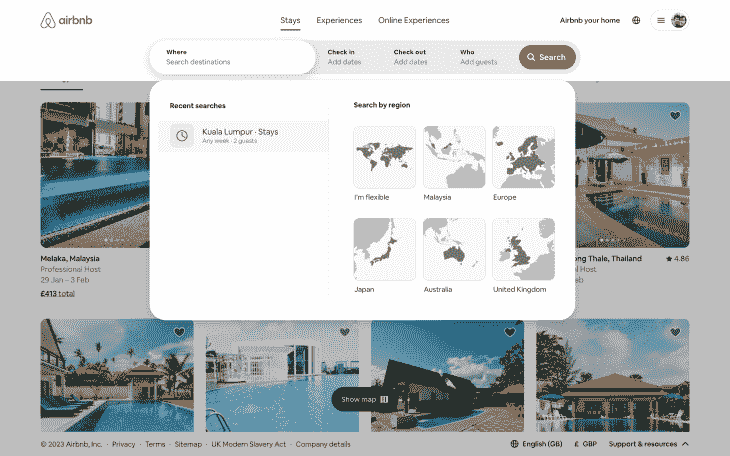 airbnb
Stays
Experiences
Online Experiences
Airbnb your home
Where
Search destinations
Check in
Add dates
Check out
Add dates
Who
Add guests
Search
Recent searches
Kuala Lumpur · Stays
Any week · 2 guests
Search by region
I'm flexible
Malaysia
Europe
Japan
Australia
United Kingdom
Melaka, Malaysia
Professional Host
29 Jan – 3 Feb
£413 total
ong Thale, Thailand
4.86
al Host
eb
Show map
© 2023 Airbnb, Inc. · Privacy · Terms · Sitemap · UK Modern Slavery Act · Company details
English (GB)
£ GBP
Support & resources